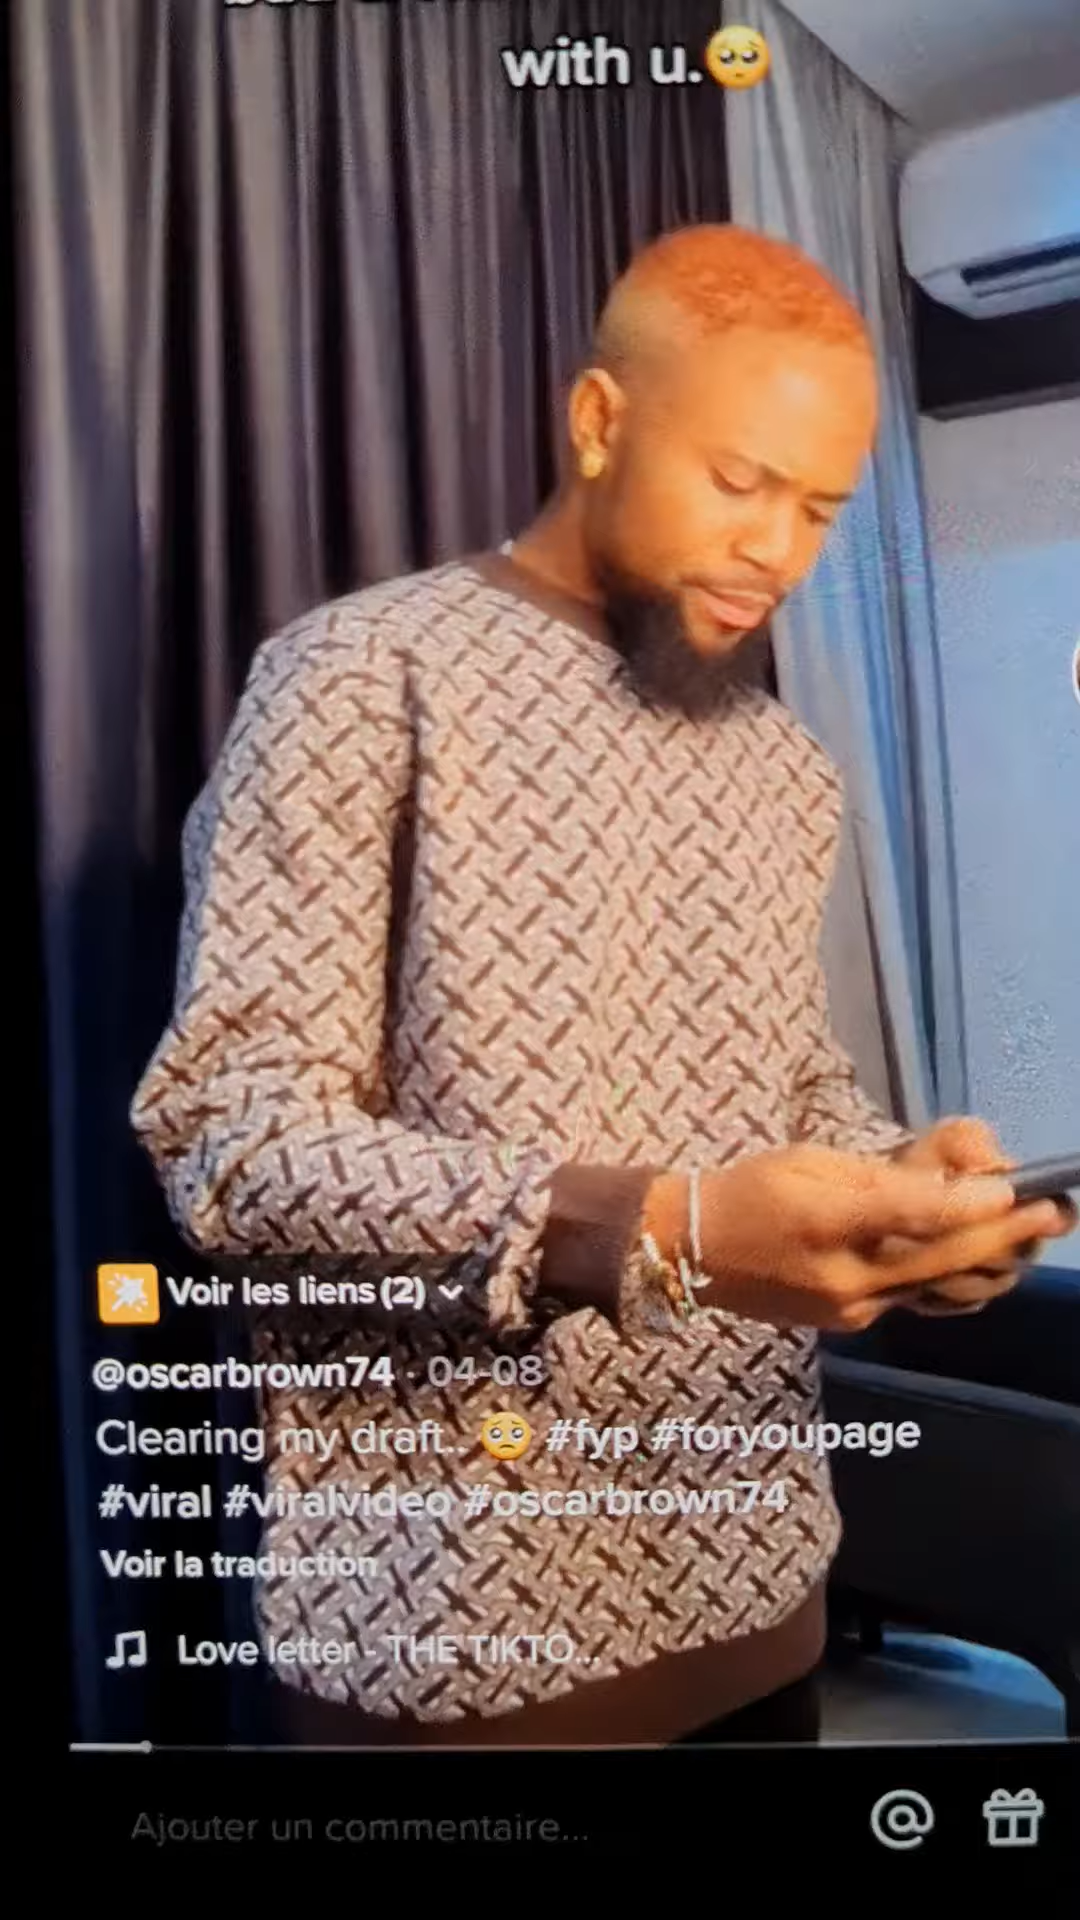 with u.🥺
Voir les liens (2)
@oscarbrown74 · 04-08
Clearing my draft.. 🥺 #fyp #foryoupage
#viral #viralvideo #oscarbrown74
Voir la traduction
Love letter - THE TIKTO...
Ajouter un commentaire...